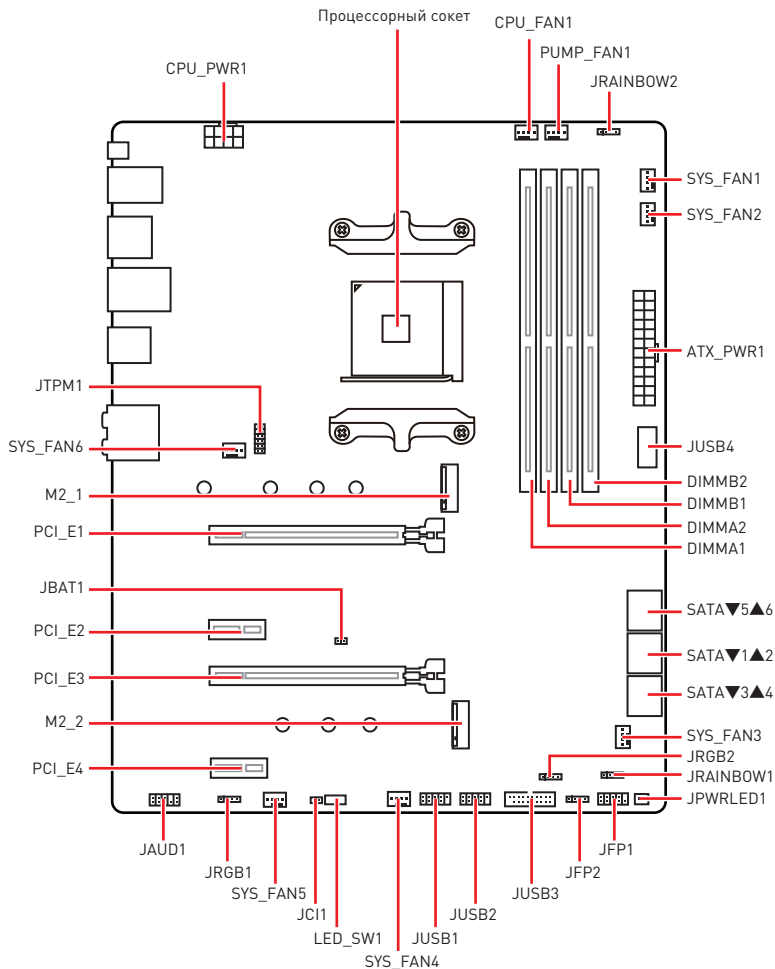 Процессорный сокет
CPU_FAN1
PUMP_FAN1
CPU_PWR1
JRAINBOW2
SYS_FAN1
SYS_FAN2
ATX_PWR1
JTPM1
SYS_FAN6
JUSB4
M2_1
DIMMB2
DIMMB1
PCI_E1
DIMMA2
DIMMA1
JBAT1
SATA▼5▲6
PCI_E2
SATA▼1▲2
PCI_E3
SATA▼3▲4
M2_2
SYS_FAN3
JRGB2
PCI_E4
JRAINBOW1
JPWRLED1
JAUD1
JRGB1
SYS_FAN5
JCI1
LED_SW1
SYS_FAN4
JUSB1
JUSB2
JUSB3
JFP2
JFP1